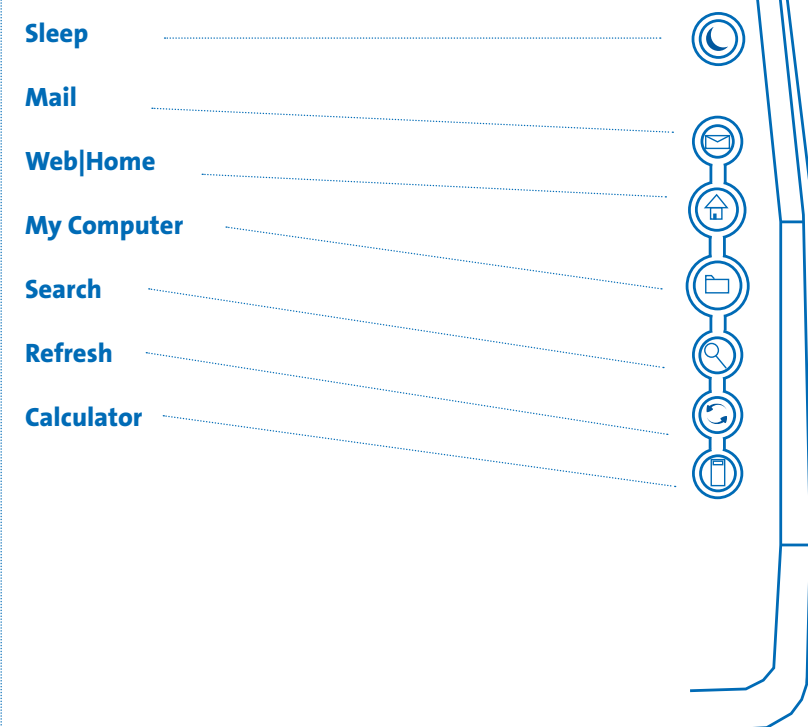 Sleep
Mail
Web|Home
My Computer
Search
Refresh
Calculator